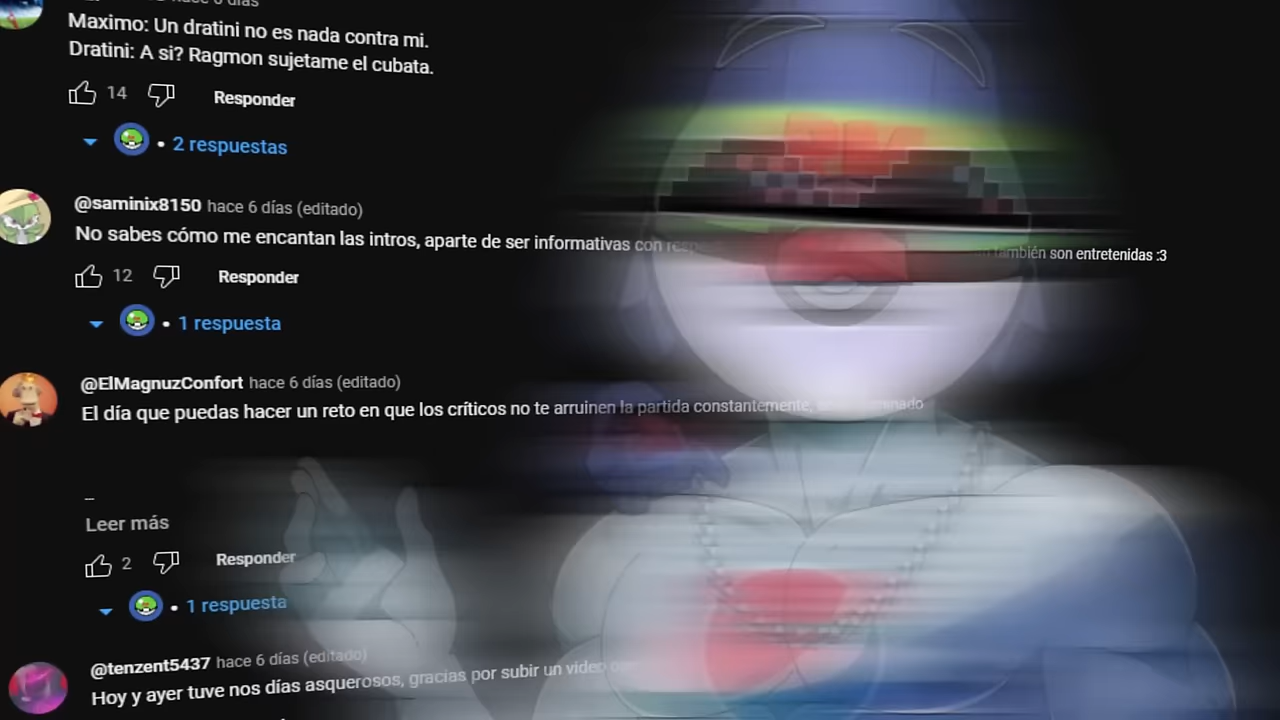 hace 6 días
Maximo: Un dratini no es nada contra mi.
Dratini: A si? Ragmon sujetame el cubata.
14 Responder
• 2 respuestas
@saminix8150 hace 6 días (editado)
No sabes cómo me encantan las intros, aparte de ser informativas con también son entretenidas :3
12 Responder
• 1 respuesta
@ElMagnuzConfort hace 6 días (editado)
El día que puedas hacer un reto en que los críticos no te arruinen la partida constantemente,
_
Leer más
2 Responder
• 1 respuesta
@tenzent5437 hace 6 días (editado)
Hoy y ayer tuve nos días asquerosos, gracias por subir un video